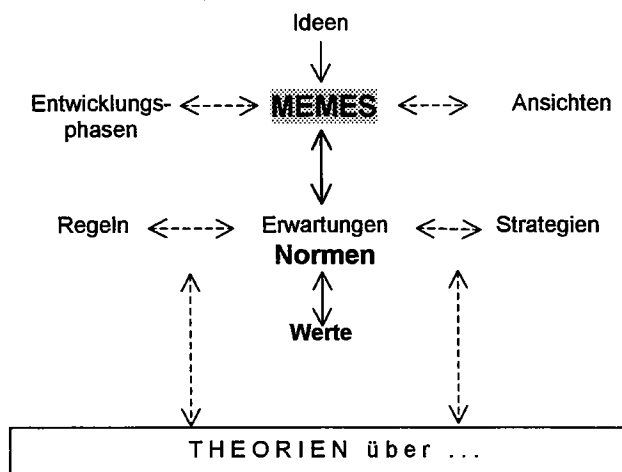 Ideen
Entwicklungs- MEMES Ansichten
phasen
Regeln Erwartungen Strategien
Normen
Werte
THEORIEN über ...